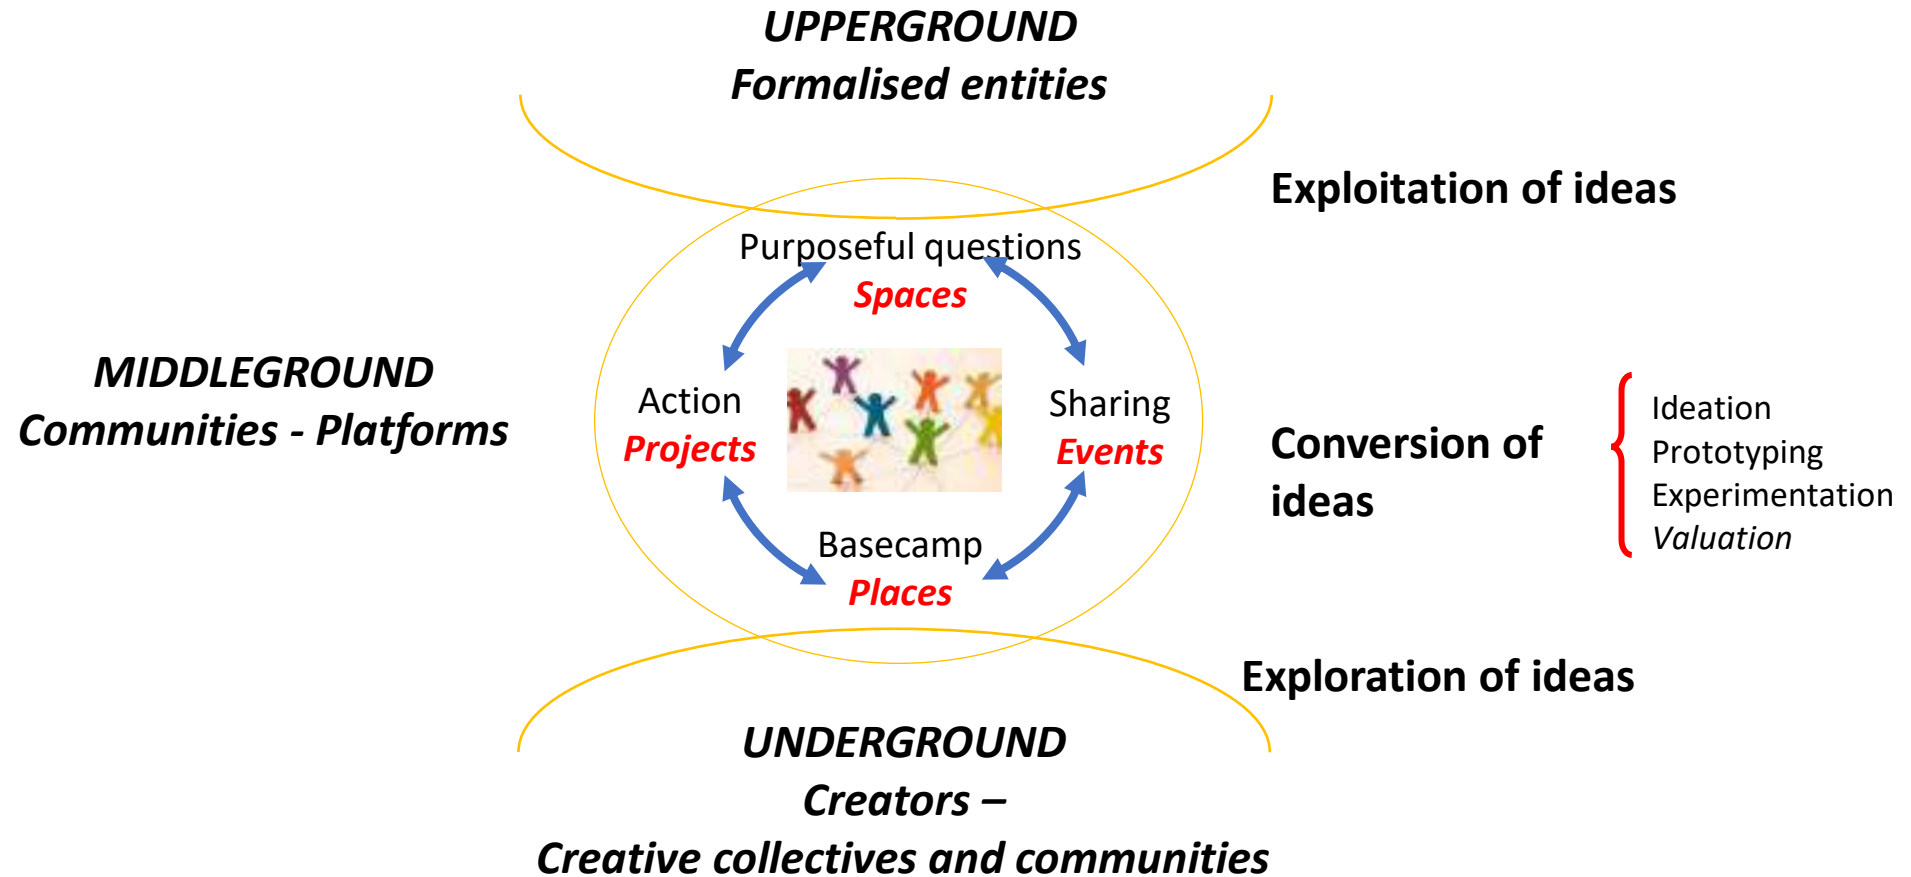 UPPERGROUND
Formalised entities
Exploitation of ideas
Purposeful questions
Spaces
MIDDLEGROUND
Communities - Platforms
Action
Projects
Sharing
Events
Conversion of
ideas
Ideation
Prototyping
Experimentation
Valuation
Basecamp
Places
Exploration of ideas
UNDERGROUND
Creators –
Creative collectives and communities